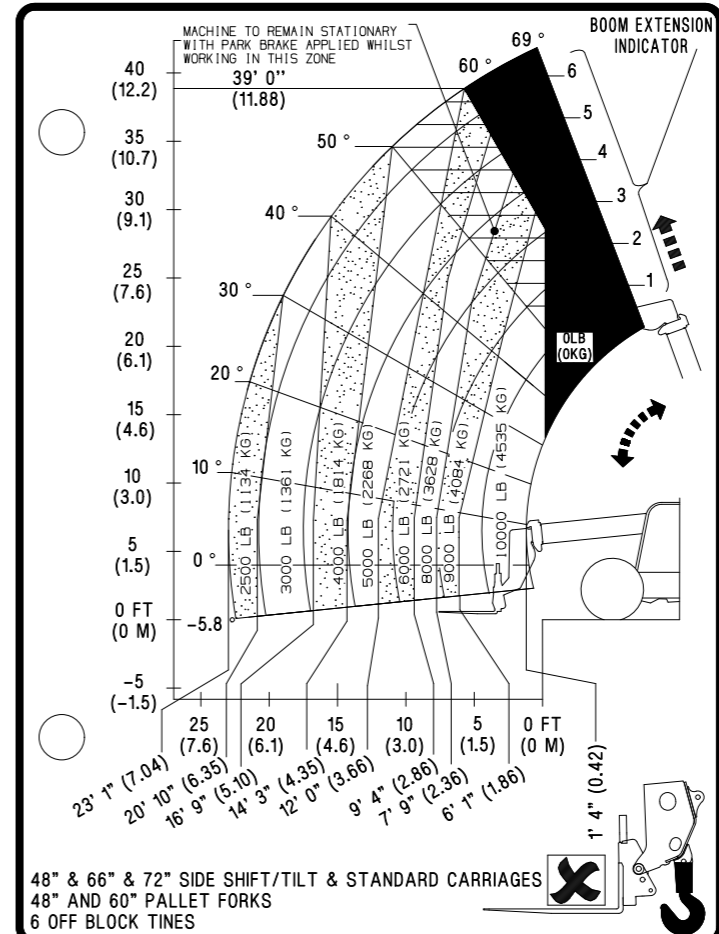 MACHINE TO REMAIN STATIONARY
WITH PARK BRAKE APPLIED WHILST
WORKING IN THIS ZONE
BOOM EXTENSION
INDICATOR
69 °
60 °
50 °
40 °
30 °
20 °
10 °
0 °
-5.8 °
39' 0"
(11.88)
40
(12.2)
35
(10.7)
30
(9.1)
25
(7.6)
20
(6.1)
15
(4.6)
10
(3.0)
5
(1.5)
0 FT
(0 M)
-5
(-1.5)
6
5
4
3
2
1
0LB
(0KG)
2500 LB (1134 KG)
3000 LB (1361 KG)
4000 LB (1814 KG)
5000 LB (2268 KG)
6000 LB (2721 KG)
8000 LB (3628 KG)
9000 LB (4084 KG)
10000 LB (4535 KG)
25 20 15 10 5 0 FT
(7.6) (6.1) (4.6) (3.0) (1.5) (0 M)
23' 1" (7.04)
20' 10" (6.35)
16' 9" (5.10)
14' 3" (4.35)
12' 0" (3.66)
9' 4" (2.86)
7' 9" (2.36)
6' 1" (1.86)
1' 4" (0.42)
48" & 66" & 72" SIDE SHIFT/TILT & STANDARD CARRIAGES
48" AND 60" PALLET FORKS
6 OFF BLOCK TINES